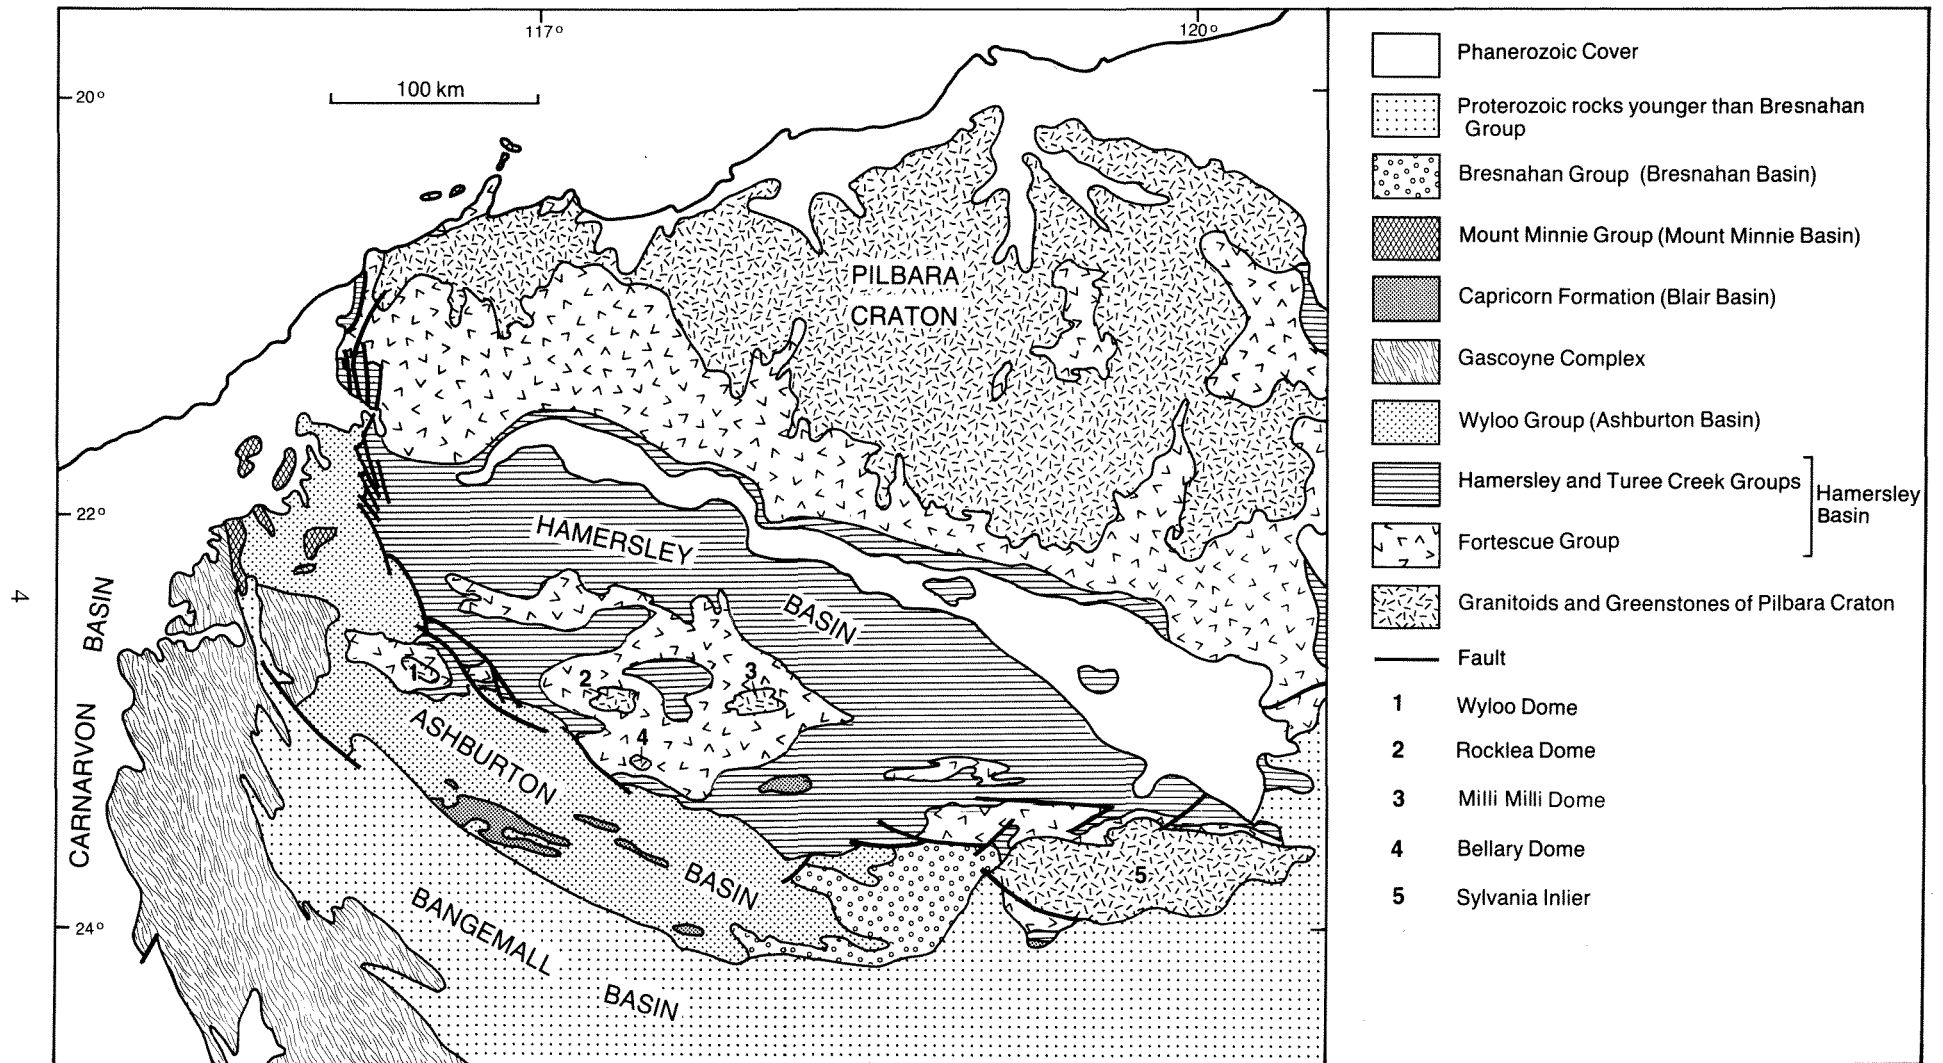 117°
120°
20°
100 km
PILBARA
CRATON
22°
HAMERSLEY
BASIN
BASIN
CARNARVON
1
2
3
4
ASHBURTON
BASIN
5
BANGEMALL
BASIN
24°
4
Phanerozoic Cover
Proterozoic rocks younger than Bresnahan
Group
Bresnahan Group (Bresnahan Basin)
Mount Minnie Group (Mount Minnie Basin)
Capricorn Formation (Blair Basin)
Gascoyne Complex
Wyloo Group (Ashburton Basin)
Hamersley and Turee Creek Groups
Fortescue Group
Hamersley
Basin
Granitoids and Greenstones of Pilbara Craton
Fault
1 Wyloo Dome
2 Rocklea Dome
3 Milli Milli Dome
4 Bellary Dome
5 Sylvania Inlier